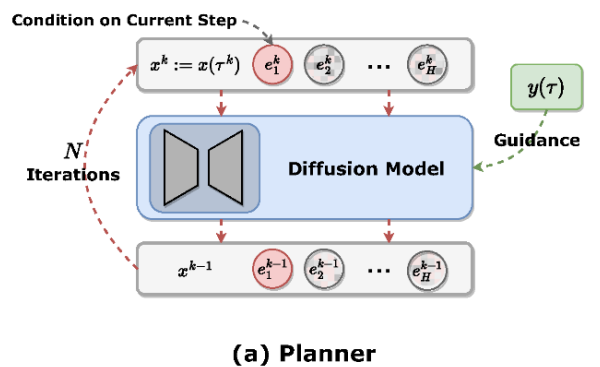 Condition on Current Step
x^k := x(τ^k) e_1^k e_2^k ... e_H^k
y(τ)
Guidance
N
Iterations
Diffusion Model
x^{k-1} e_1^{k-1} e_2^{k-1} ... e_H^{k-1}
(a) Planner